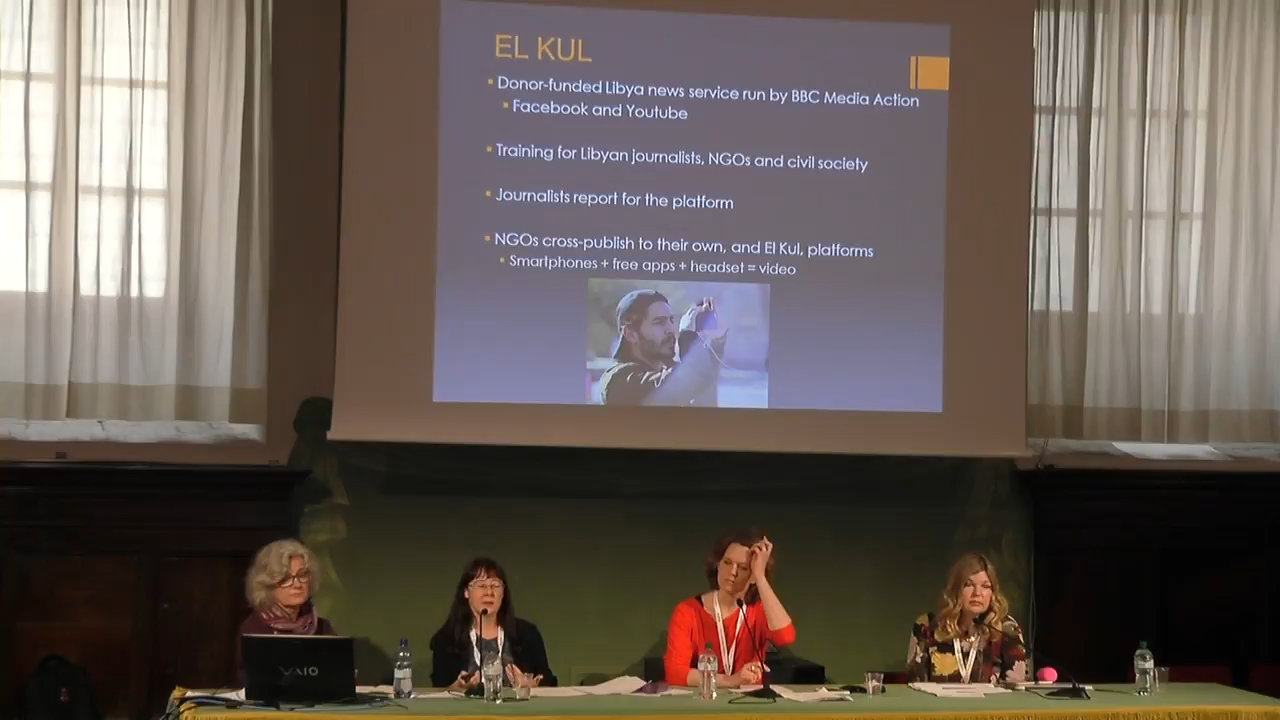 EL KUL
Donor-funded Libya news service run by BBC Media Action
Facebook and Youtube
Training for Libyan journalists, NGOs and civil society
Journalists report for the platform
NGOs cross-publish to their own, and El Kul, platforms
Smartphones + free apps + headset = video
VAIO